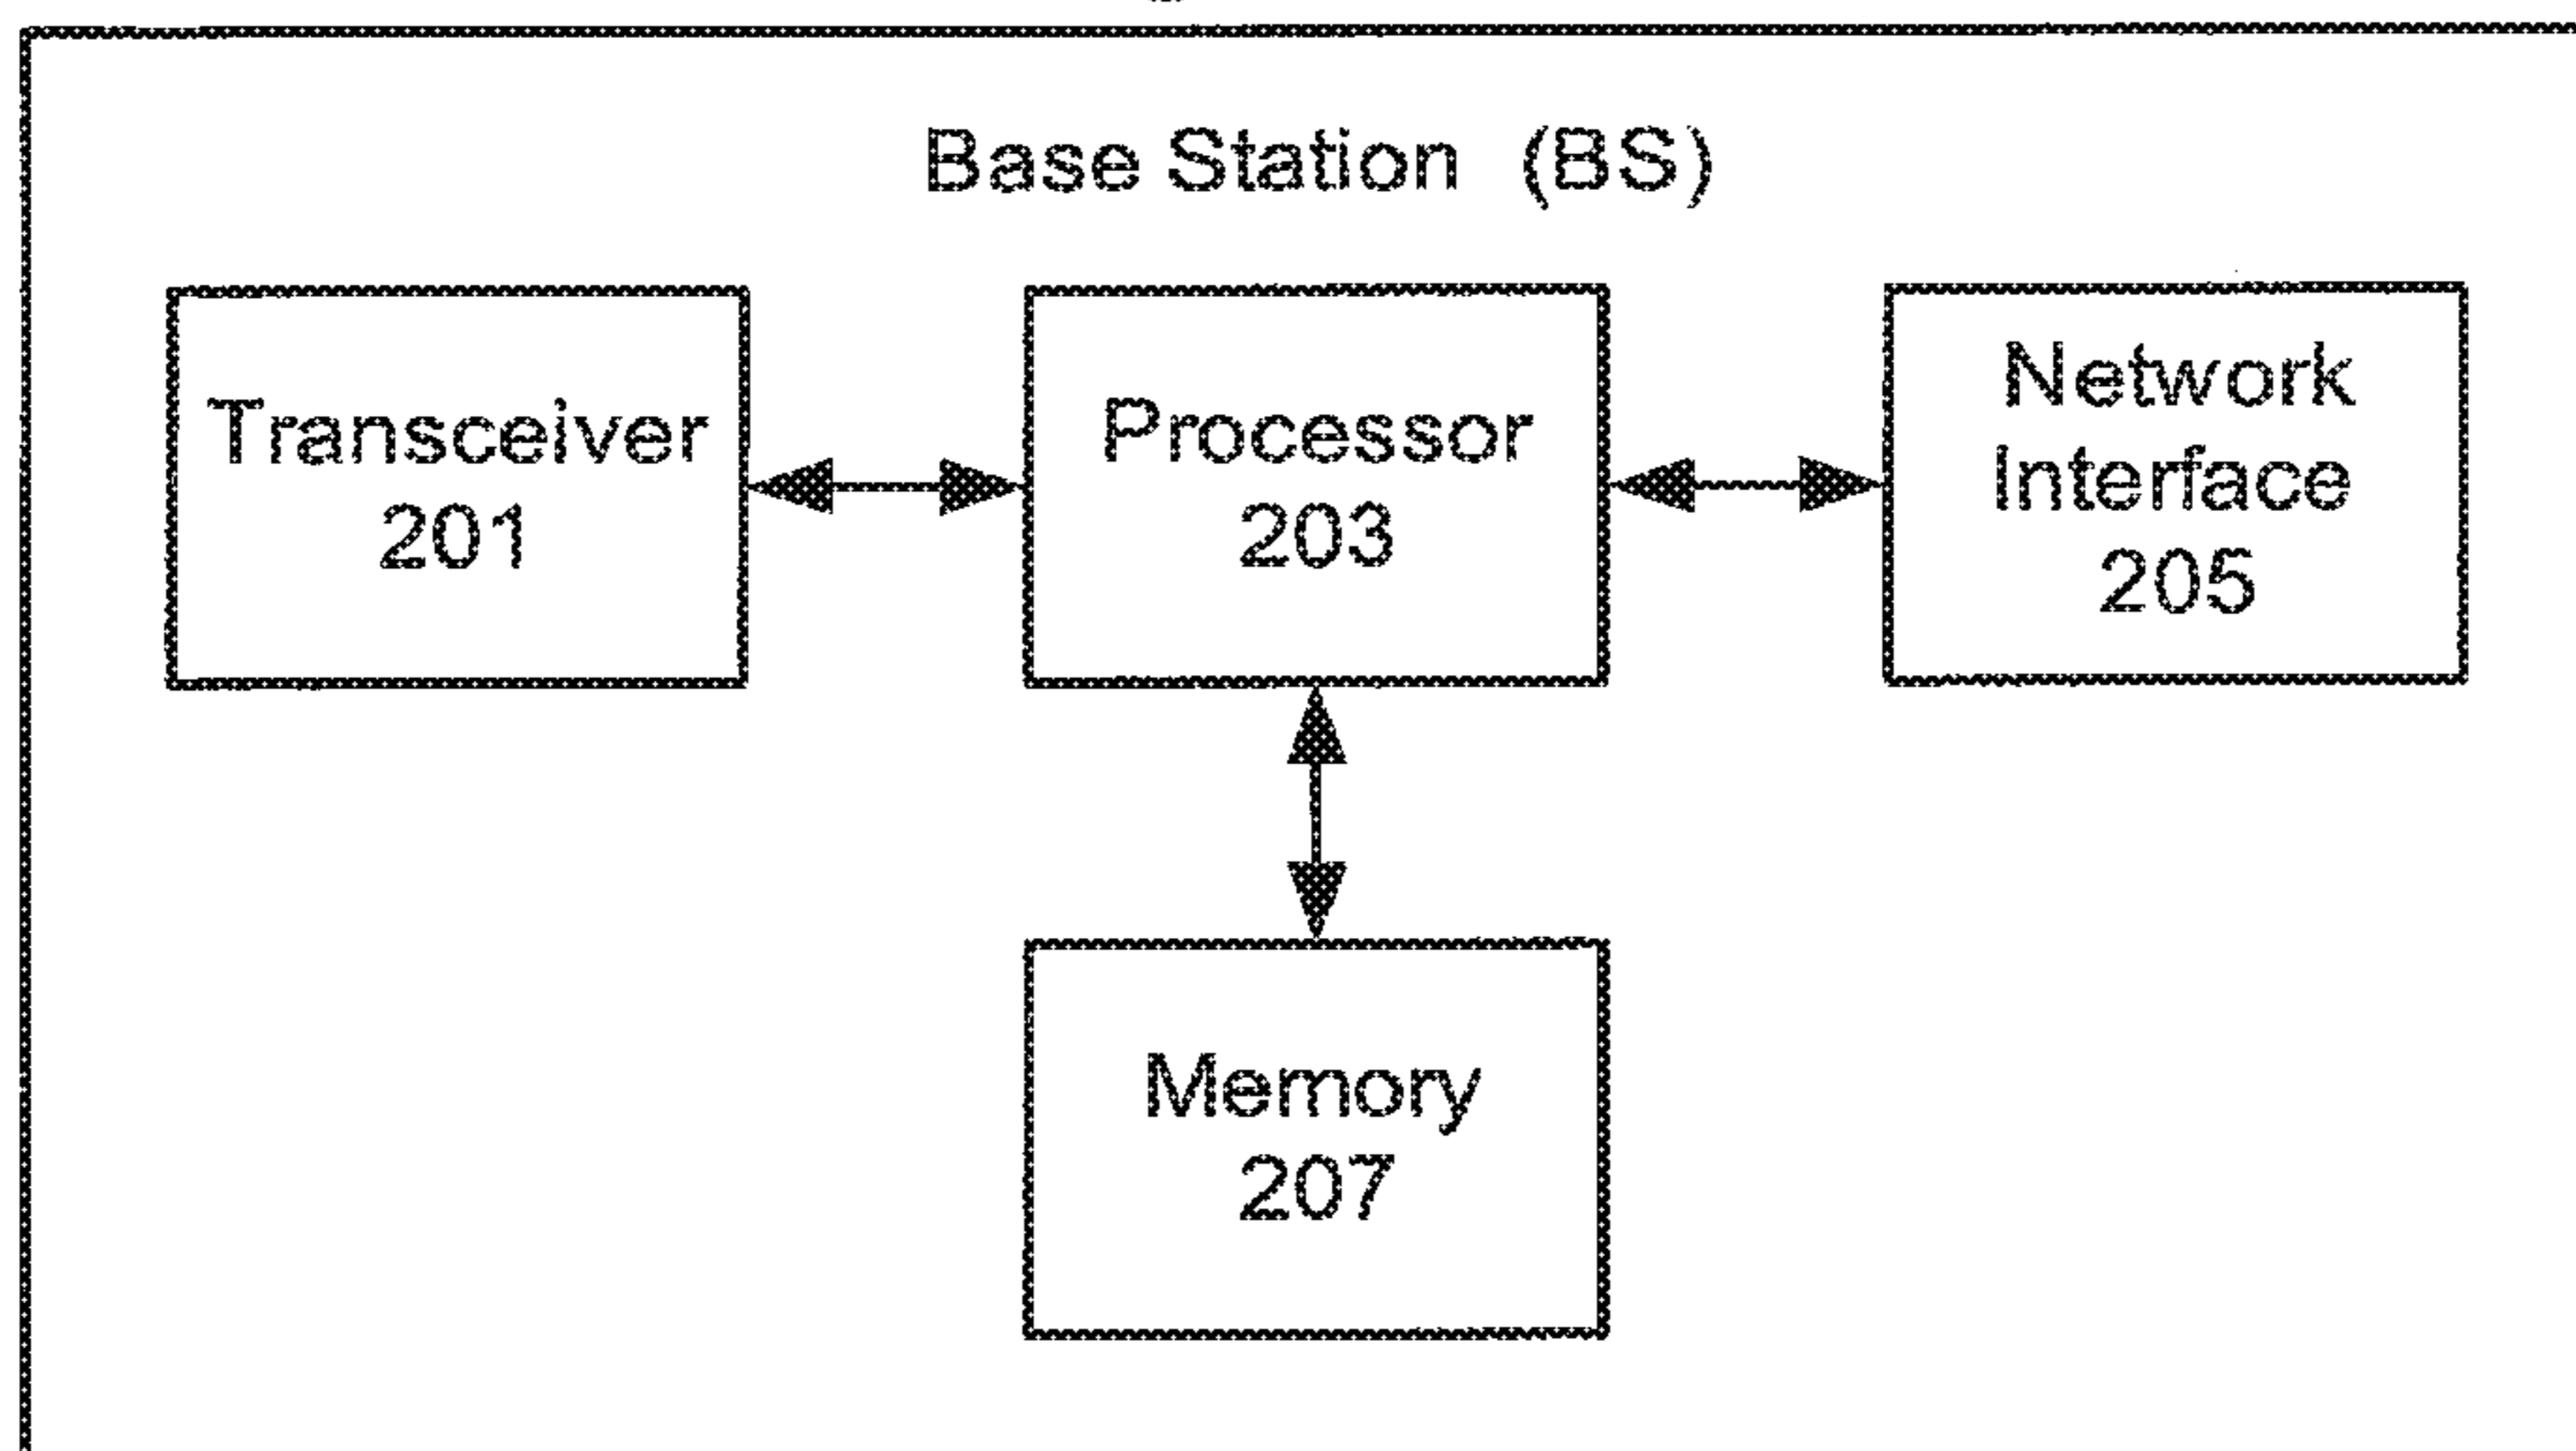 Base Station (BS)
Transceiver
201
Processor
203
Network
Interface
205
Memory
207